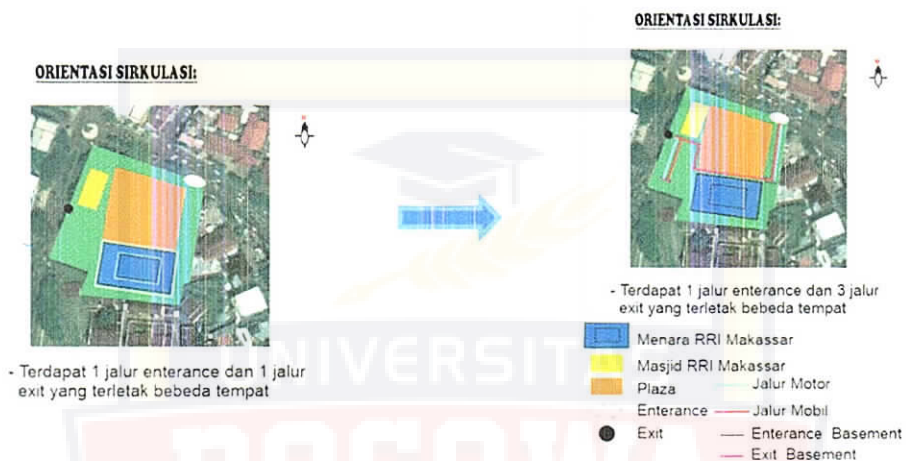 ORIENTASI SIRKULASI:
- Terdapat 1 jalur enterance dan 1 jalur
exit yang terletak bebeda tempat
ORIENTASI SIRKULASI:
- Terdapat 1 jalur enterance dan 3 jalur
exit yang terletak bebeda tempat
Menara RRI Makassar
Masjid RRI Makassar
Plaza
Jalur Motor
Enterance
Jalur Mobil
Exit
Enterance Basement
Exit Basement
UNIVERSIT
BOSOWA